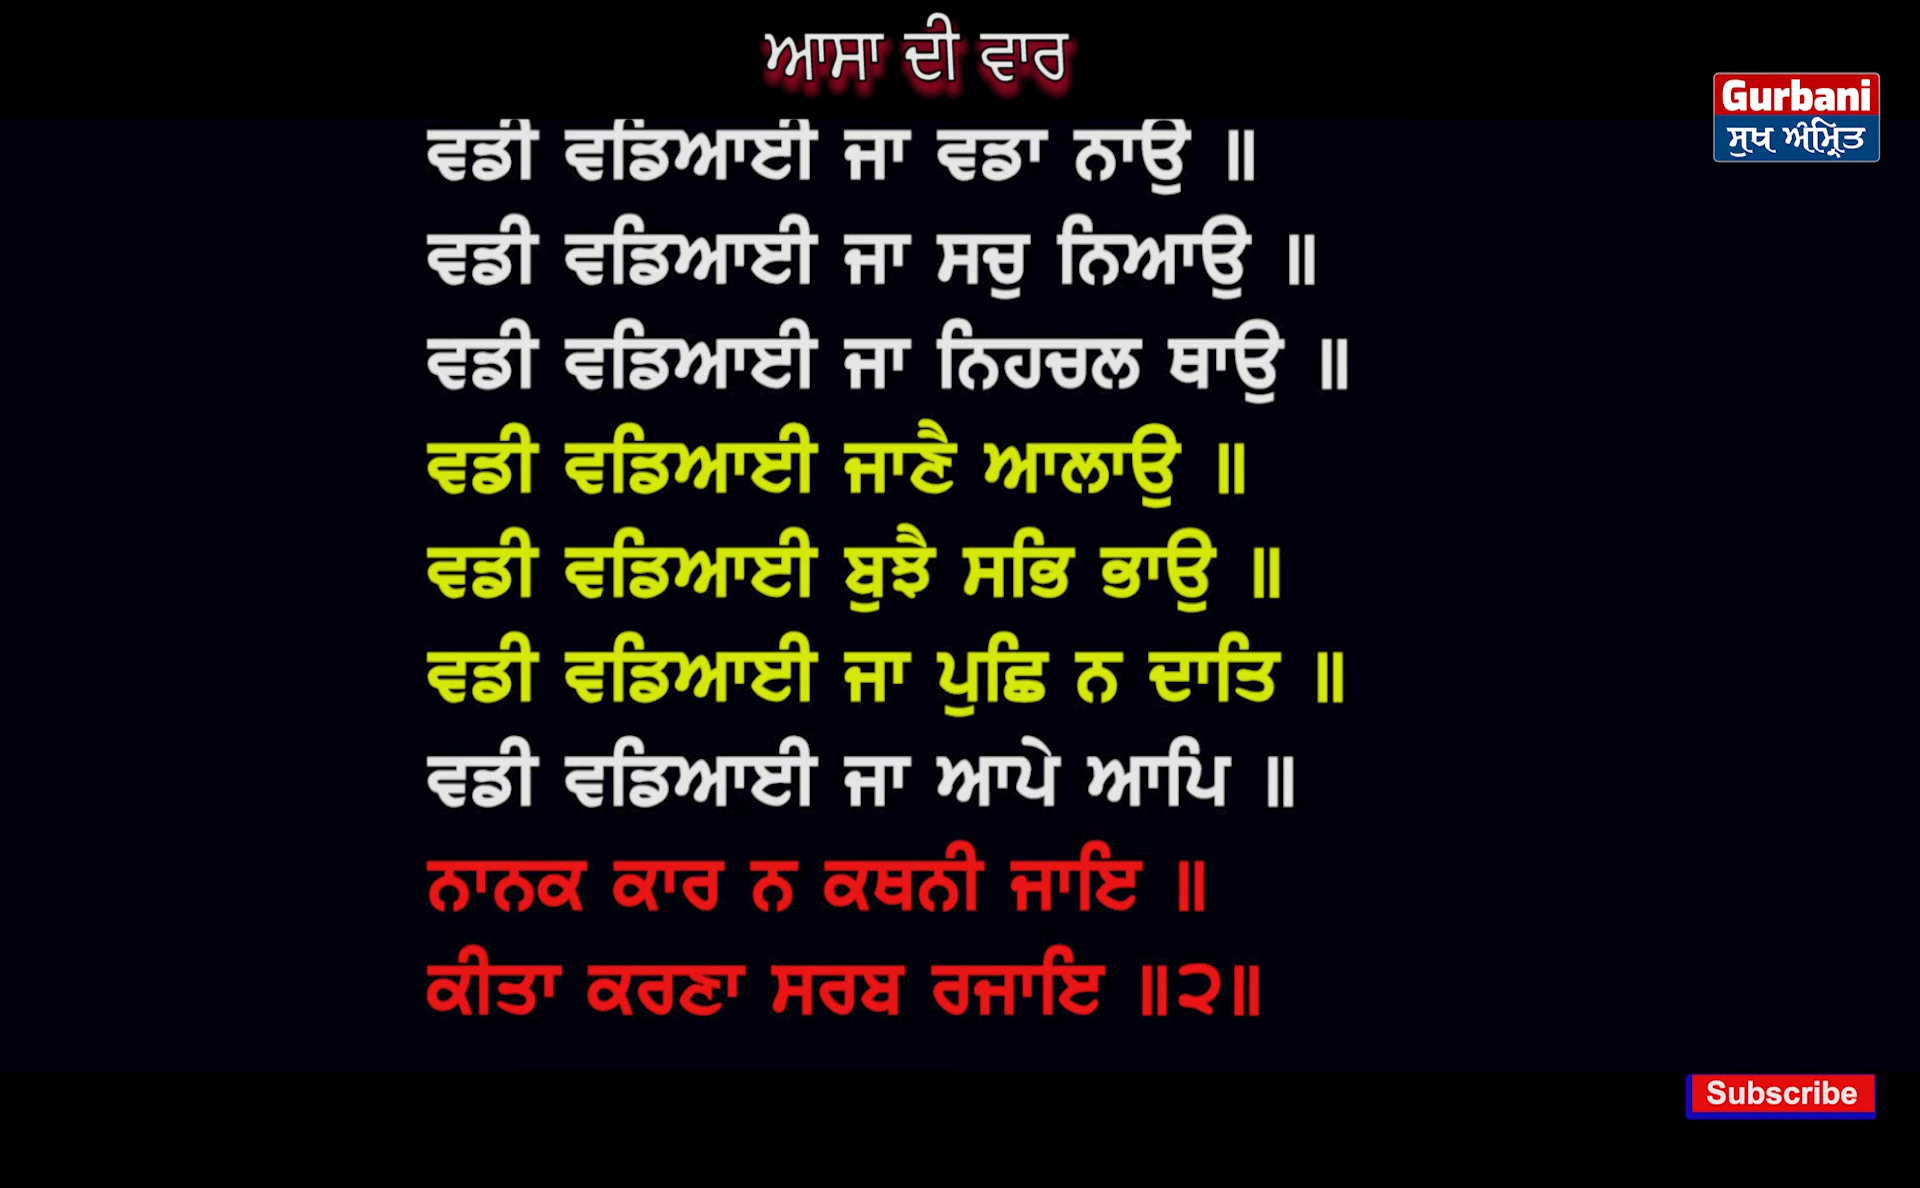 ਆਸਾ ਦੀ ਵਾਰ
Gurbani
ਸੁਖ ਅੰਮ੍ਰਿਤ
ਵਡੀ ਵਡਿਆਈ ਜਾ ਵਡਾ ਨਾਉ ॥
ਵਡੀ ਵਡਿਆਈ ਜਾ ਸਚੁ ਨਿਆਉ ॥
ਵਡੀ ਵਡਿਆਈ ਜਾ ਨਿਹਚਲ ਥਾਉ ॥
ਵਡੀ ਵਡਿਆਈ ਜਾਣੈ ਆਲਾਉ ॥
ਵਡੀ ਵਡਿਆਈ ਬੁਝੈ ਸਭਿ ਭਾਉ ॥
ਵਡੀ ਵਡਿਆਈ ਜਾ ਪੁਛਿ ਨ ਦਾਤਿ ॥
ਵਡੀ ਵਡਿਆਈ ਜਾ ਆਪੇ ਆਪਿ ॥
ਨਾਨਕ ਕਾਰ ਨ ਕਥਨੀ ਜਾਇ ॥
ਕੀਤਾ ਕਰਣਾ ਸਰਬ ਰਜਾਇ ॥੨॥
Subscribe